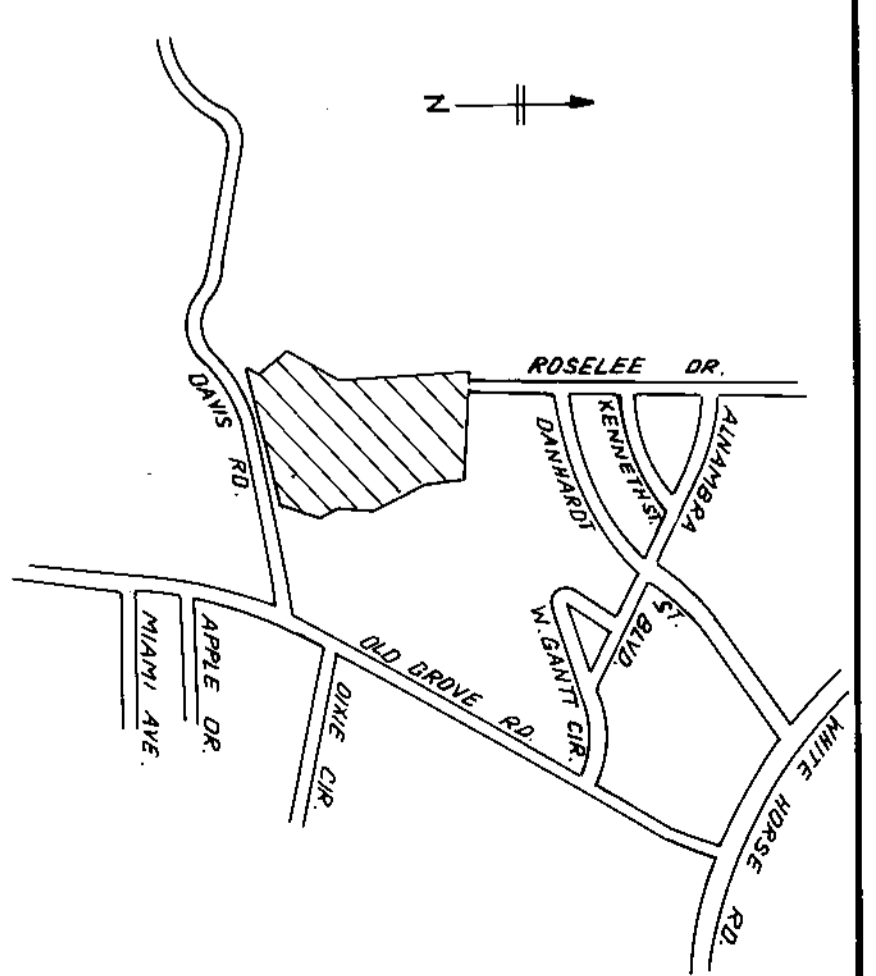 N
ROSELEE DR.
DAVIS RD.
DANHARDT ST.
KENNETH ST.
ALNAMBRA BLVD.
W. GANTT CIR.
OLD GROVE RD.
APPLE DR.
MIAMI AVE.
DIXIE CIR.
WHITE HORSE RD.